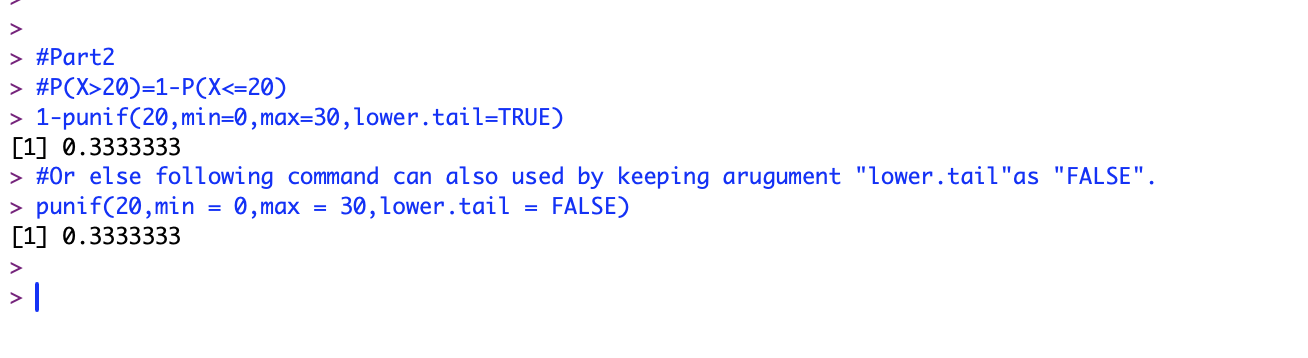 >
>
> #Part2
> #P(X>20)=1-P(X<=20)
> 1-punif(20,min=0,max=30,lower.tail=TRUE)
[1] 0.3333333
> #Or else following command can also used by keeping arugument "lower.tail"as "FALSE".
> punif(20,min = 0,max = 30,lower.tail = FALSE)
[1] 0.3333333
>
>